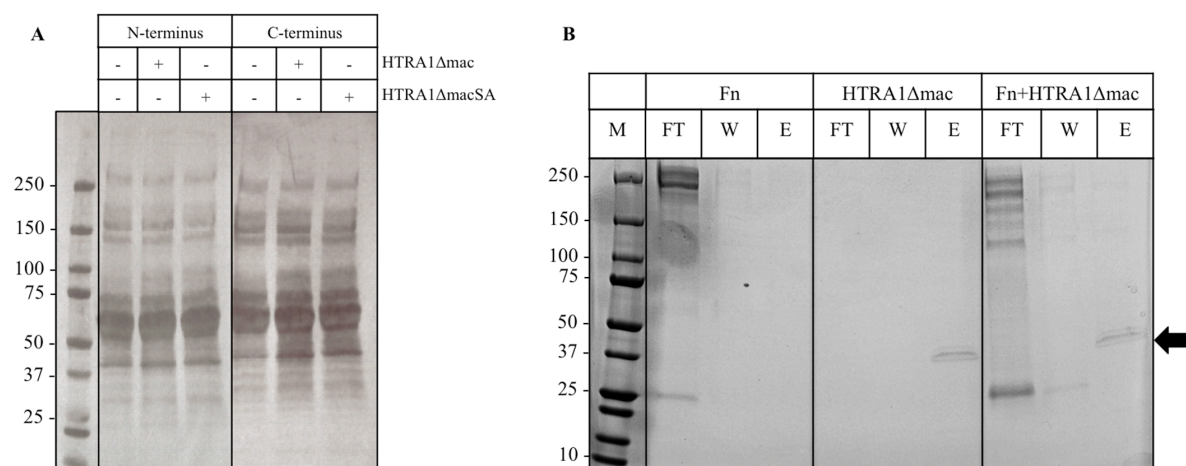 A
N-terminus C-terminus
- + - - + - HTRA1Δmac
- - + - - + HTRA1ΔmacSA
250
150
100
75
50
37
25
B
Fn HTRA1Δmac Fn+HTRA1Δmac
M FT W E FT W E FT W E
250
150
100
75
50
37
25
10